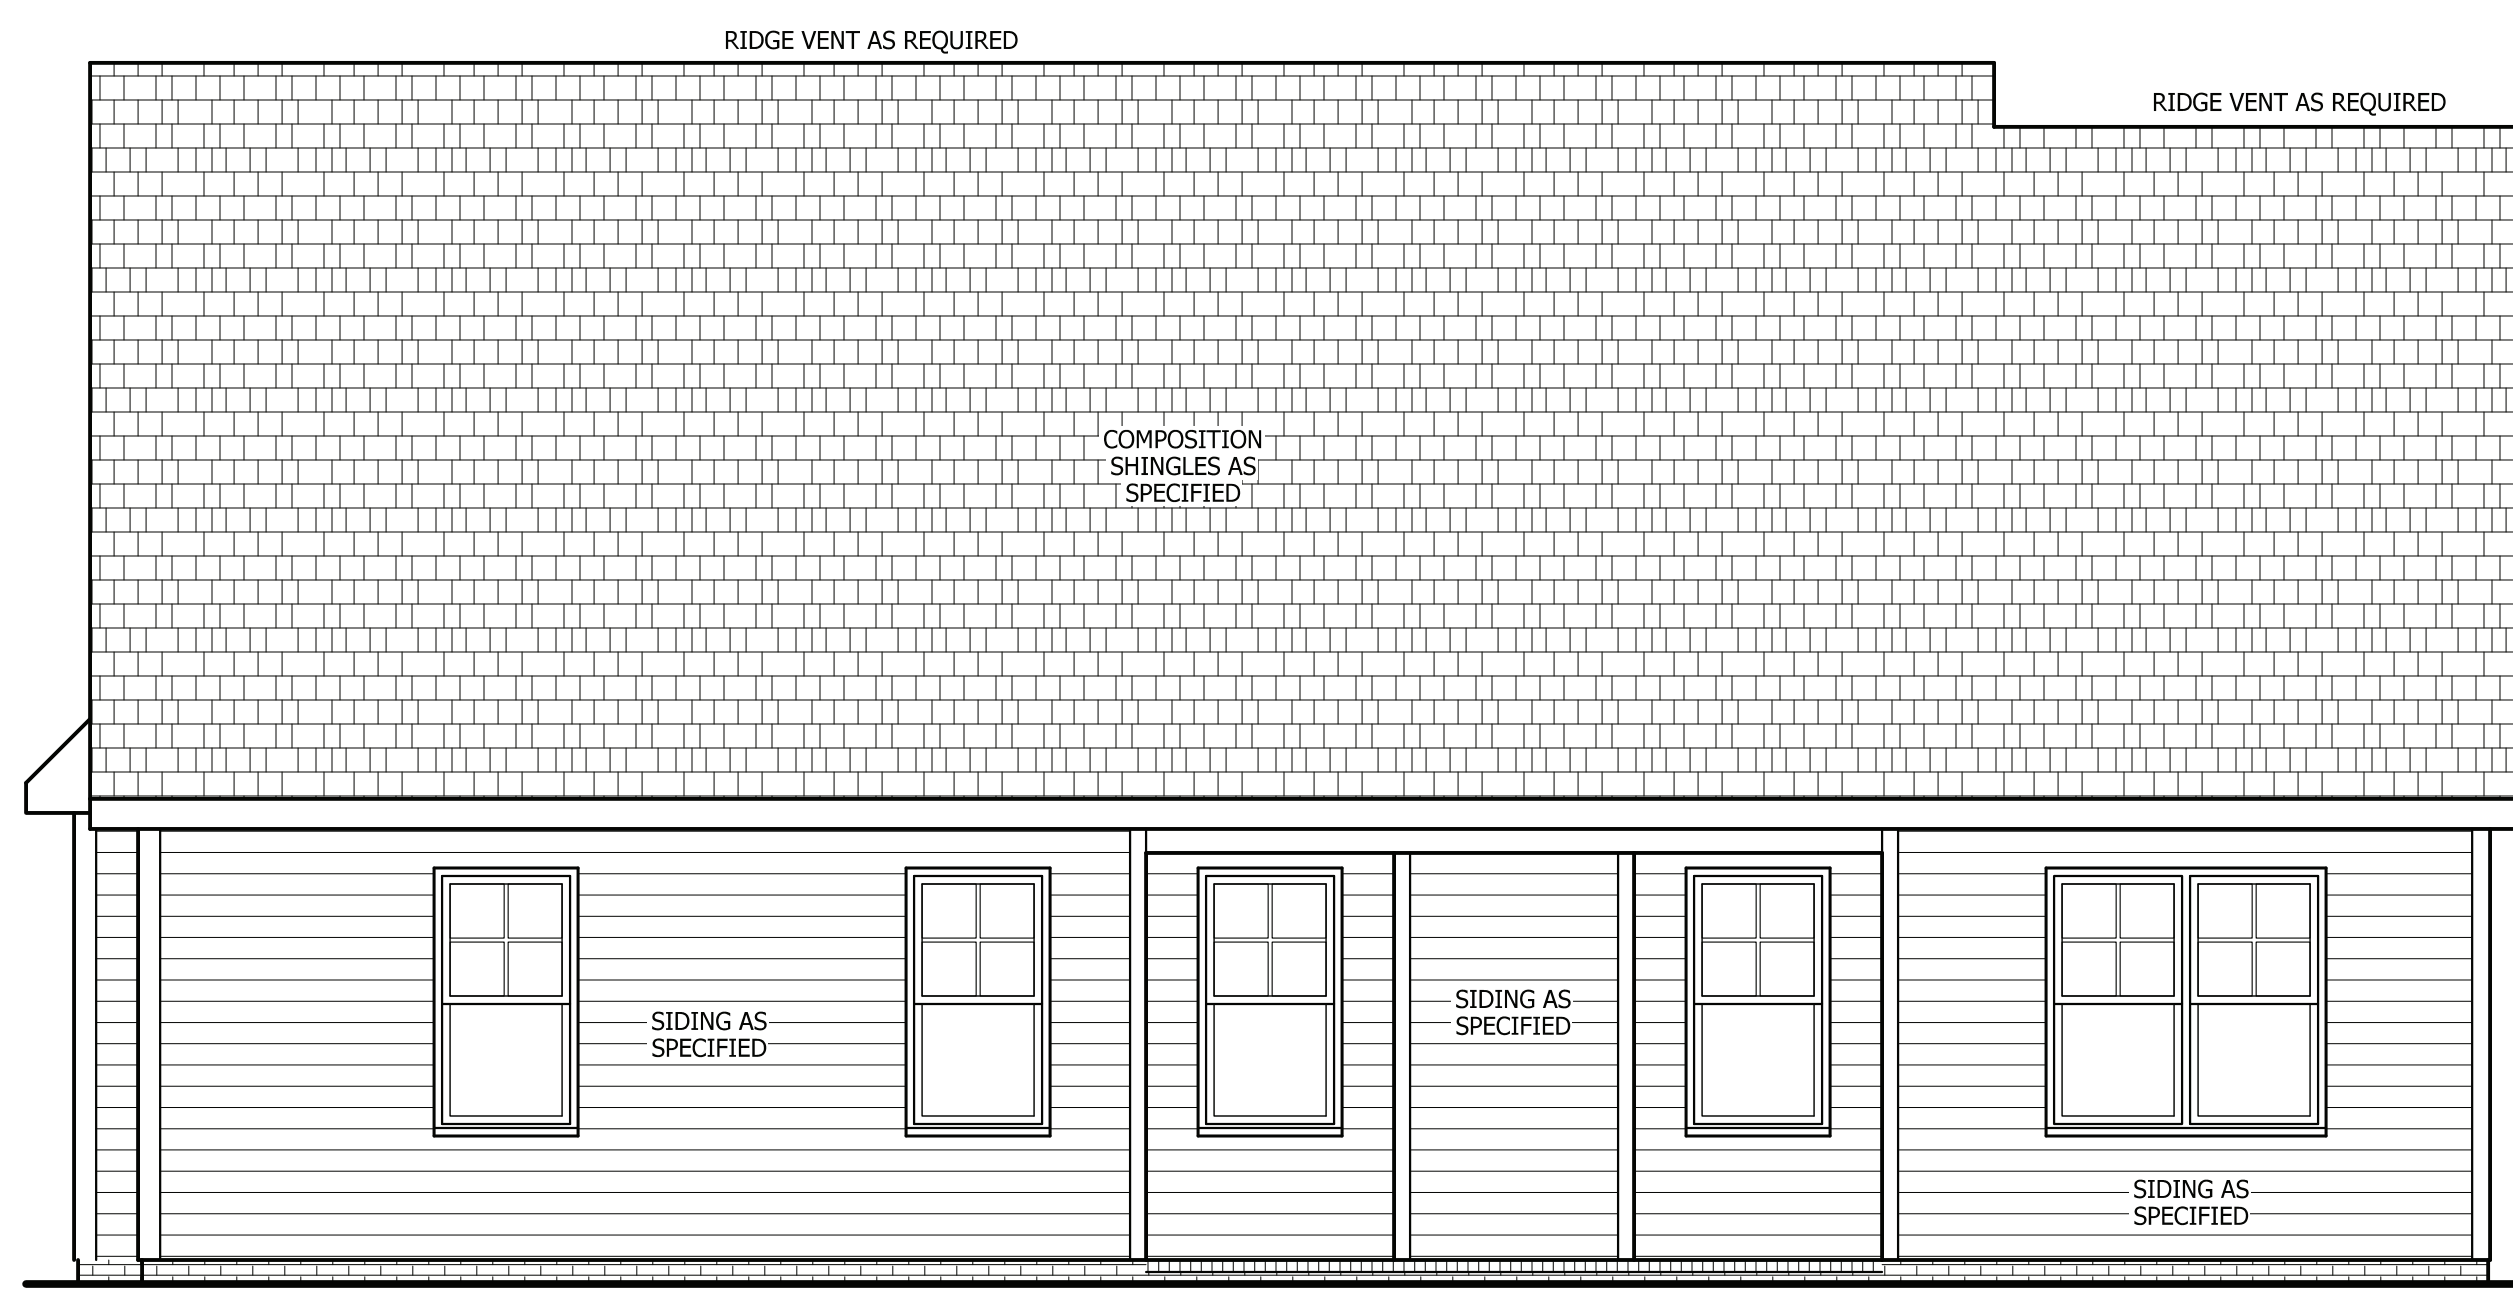 RIDGE VENT AS REQUIRED
RIDGE VENT AS REQUIRED
COMPOSITION
SHINGLES AS
SPECIFIED
SIDING AS
SPECIFIED
SIDING AS
SPECIFIED
SIDING AS
SPECIFIED